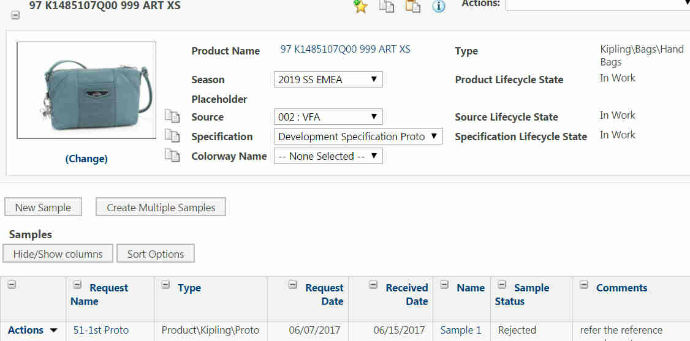 97 K1485107Q00 999 ART XS
Actions:
Product Name 97 K1485107Q00 999 ART XS Type Kipling\Bags\Hand Bags
Season 2019 SS EMEA Product Lifecycle State In Work
Placeholder
Source 002 : VFA Source Lifecycle State In Work
Specification Development Specification Proto Specification Lifecycle State In Work
(Change)
Colorway Name -- None Selected --
New Sample Create Multiple Samples
Samples
Hide/Show columns Sort Options
Request Name Type Request Date Received Date Name Sample Status Comments
Actions 51-1st Proto Product\Kipling\Proto 06/07/2017 06/15/2017 Sample 1 Rejected refer the reference